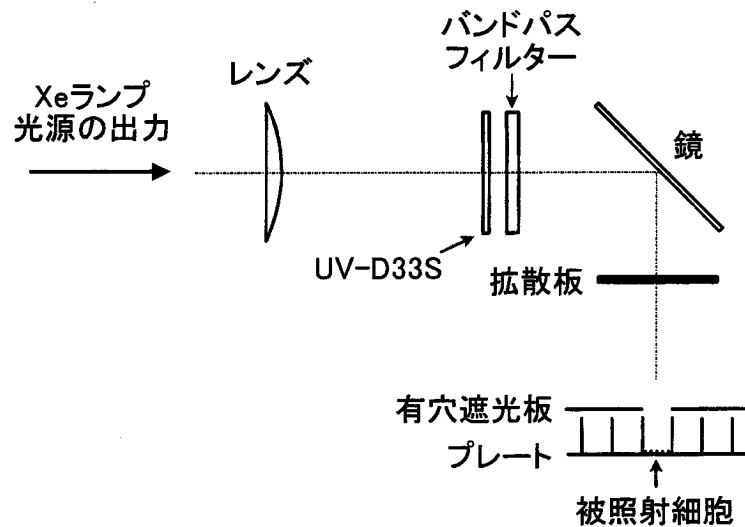 バンドパス
フィルター
レンズ
Xeランプ
光源の出力
鏡
UV-D33S
拡散板
有穴遮光板
プレート
被照射細胞